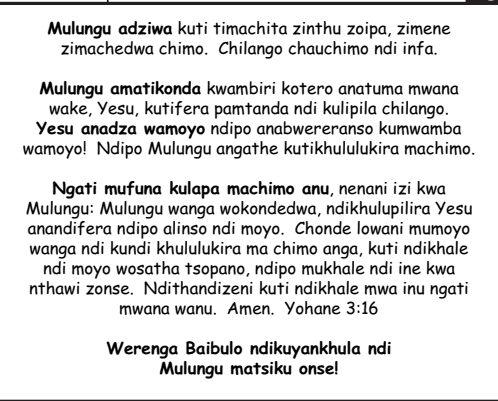 Mulungu adziwa kuti timachita zinthu zoipa, zimene
zimachedwa chimo. Chilango chauchimo ndi infa.
Mulungu amatikonda kwambiri kotero anatuma mwana
wake, Yesu, kutifera pamtanda ndi kulipila chilango.
Yesu anadza wamoyo ndipo anabwereranso kumwamba
wamoyo! Ndipo Mulungu angathe kutikhululukira machimo.
Ngati mufuna kulapa machimo anu, nenani izi kwa
Mulungu: Mulungu wanga wokondedwa, ndikhulupilira Yesu
anandifera ndipo alinso ndi moyo. Chonde lowani mumoyo
wanga ndi kundi khululukira ma chimo anga, kuti ndikhale
ndi moyo wosatha tsopano, ndipo mukhale ndi ine kwa
nthawi zonse. Ndithandizeni kuti ndikhale mwa inu ngati
mwana wanu. Amen. Yohane 3:16
Werenga Baibulo ndikuyankhula ndi
Mulungu matsiku onse!